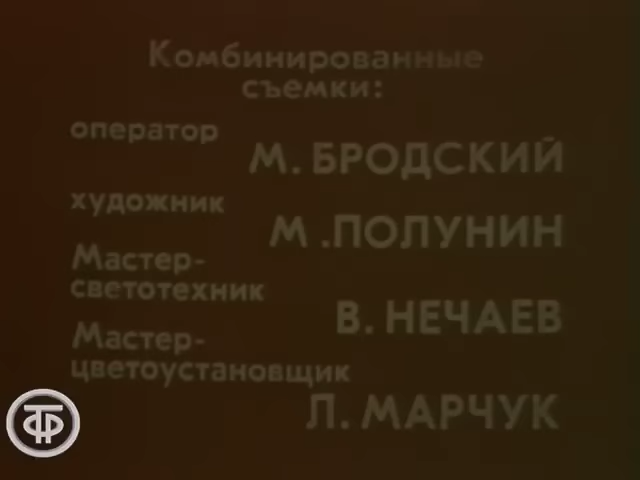 Комбинированные
съемки:
оператор
М. БРОДСКИЙ
художник
М .ПОЛУНИН
Мастер-
светотехник
В. НЕЧАЕВ
Мастер-
цветоустановщик
Л. МАРЧУК